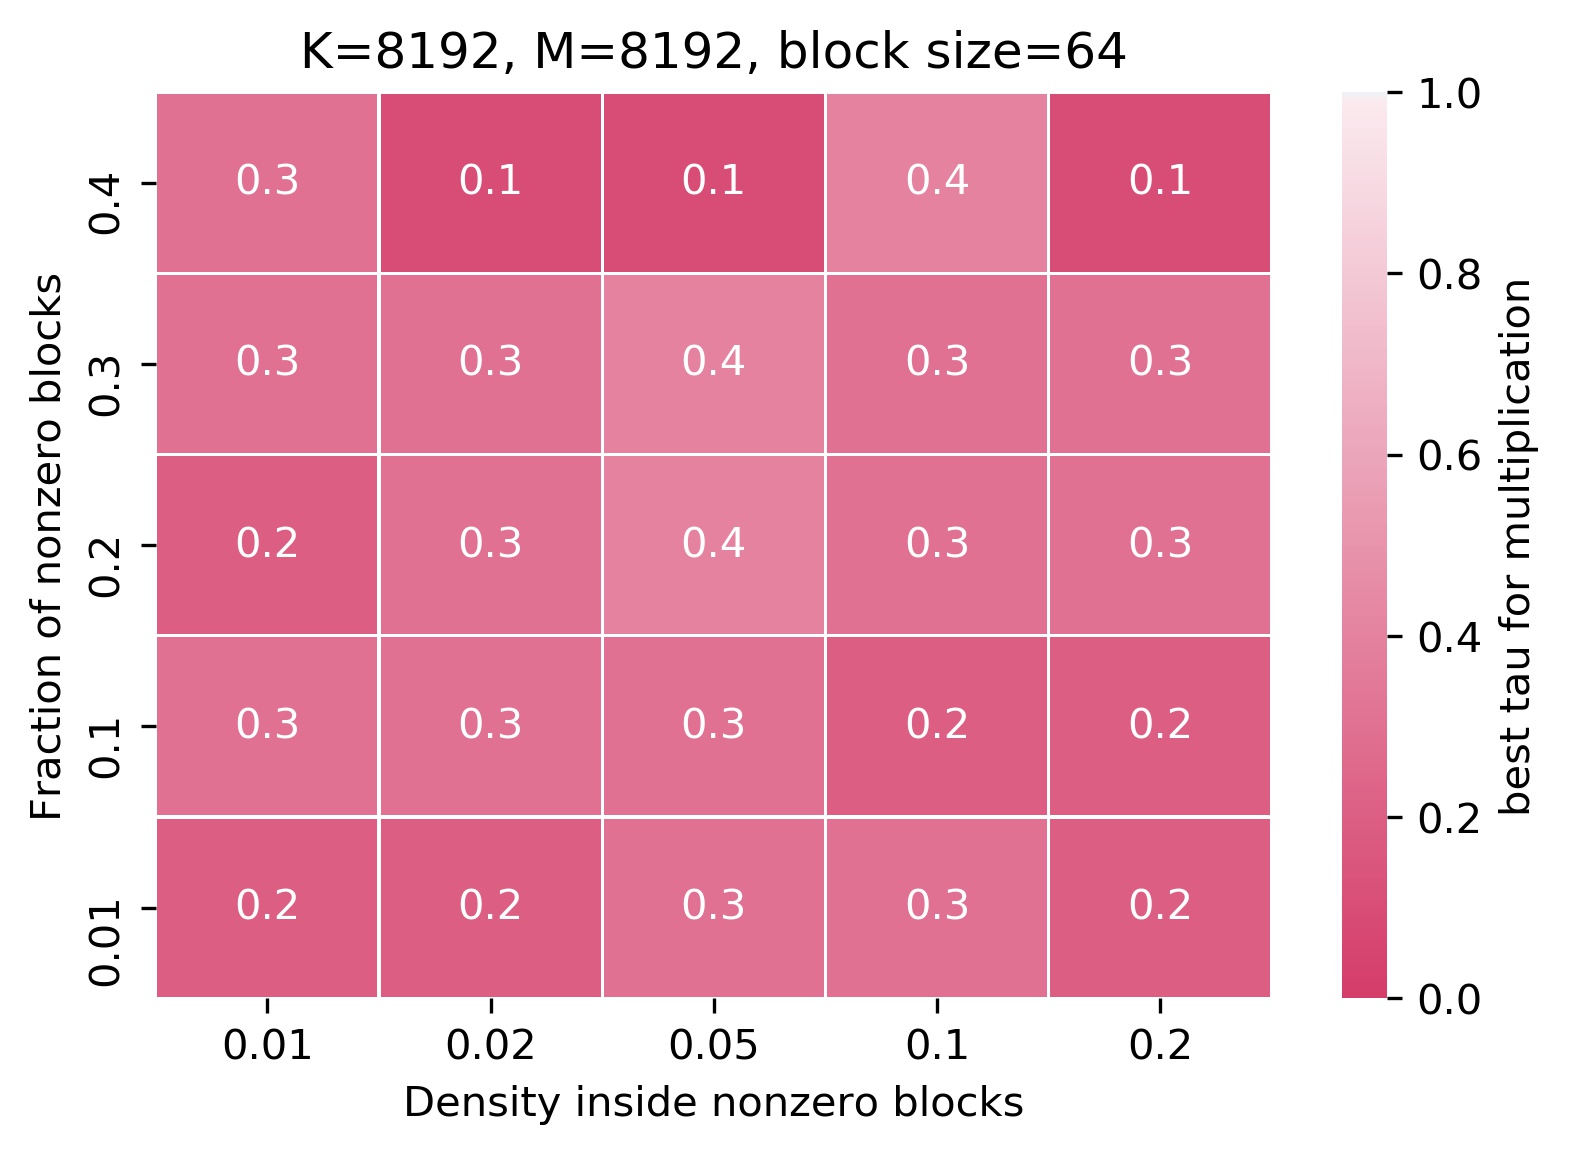 K=8192, M=8192, block size=64
Fraction of nonzero blocks
0.4
0.3
0.2
0.1
0.01
0.3 0.1 0.1 0.4 0.1
0.3 0.3 0.4 0.3 0.3
0.2 0.3 0.4 0.3 0.3
0.3 0.3 0.3 0.2 0.2
0.2 0.2 0.3 0.3 0.2
0.01 0.02 0.05 0.1 0.2
Density inside nonzero blocks
1.0
0.8
0.6
0.4
0.2
0.0
best tau for multiplication